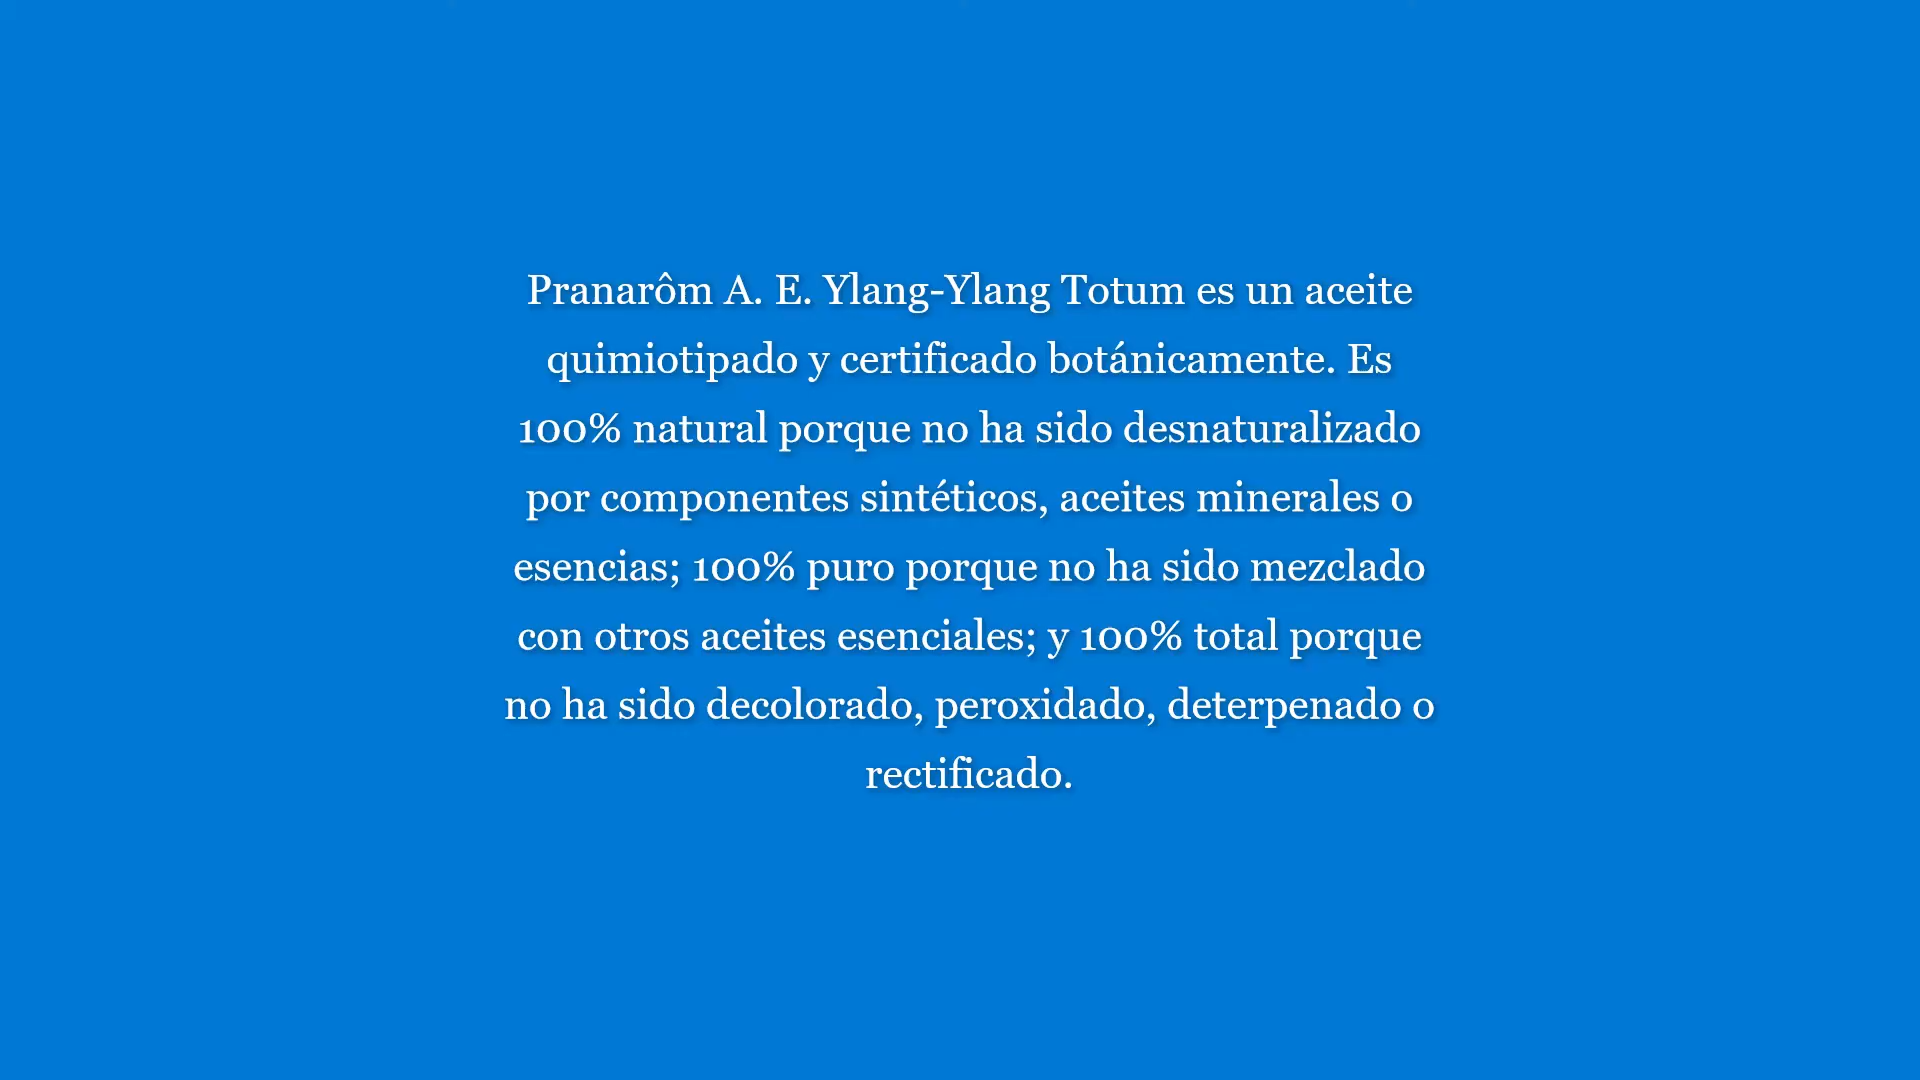 Pranarôm A. E. Ylang-Ylang Totum es un aceite
quimiotipado y certificado botánicamente. Es
100% natural porque no ha sido desnaturalizado
por componentes sintéticos, aceites minerales o
esencias; 100% puro porque no ha sido mezclado
con otros aceites esenciales; y 100% total porque
no ha sido decolorado, peroxidado, deterpenado o
rectificado.